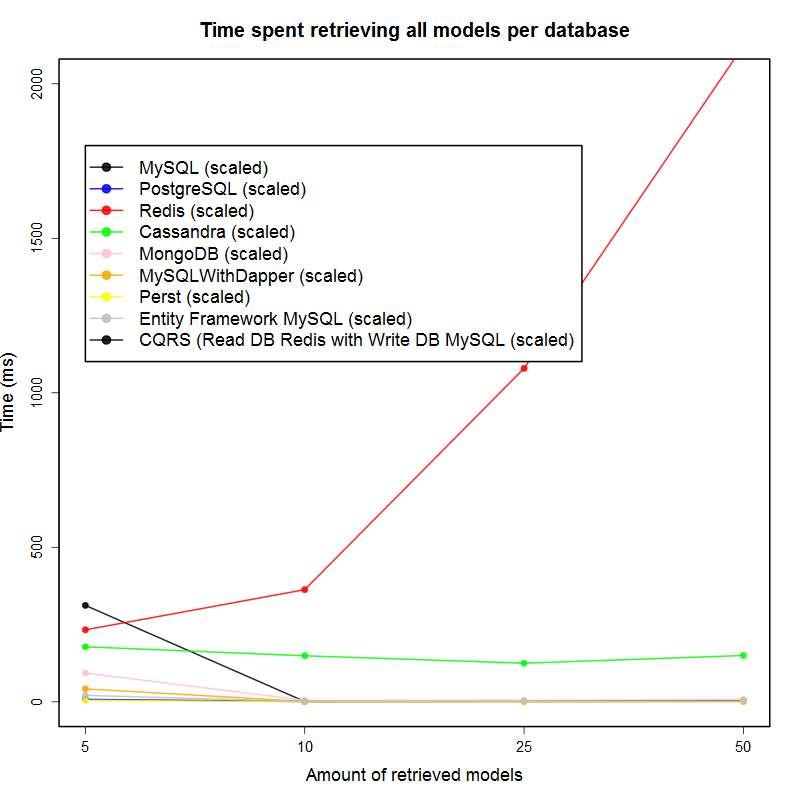 Time spent retrieving all models per database
2000
1500
1000
500
0
Time (ms)
MySQL (scaled)
PostgreSQL (scaled)
Redis (scaled)
Cassandra (scaled)
MongoDB (scaled)
MySQLWithDapper (scaled)
Perst (scaled)
Entity Framework MySQL (scaled)
CQRS (Read DB Redis with Write DB MySQL (scaled)
5 10 25 50
Amount of retrieved models